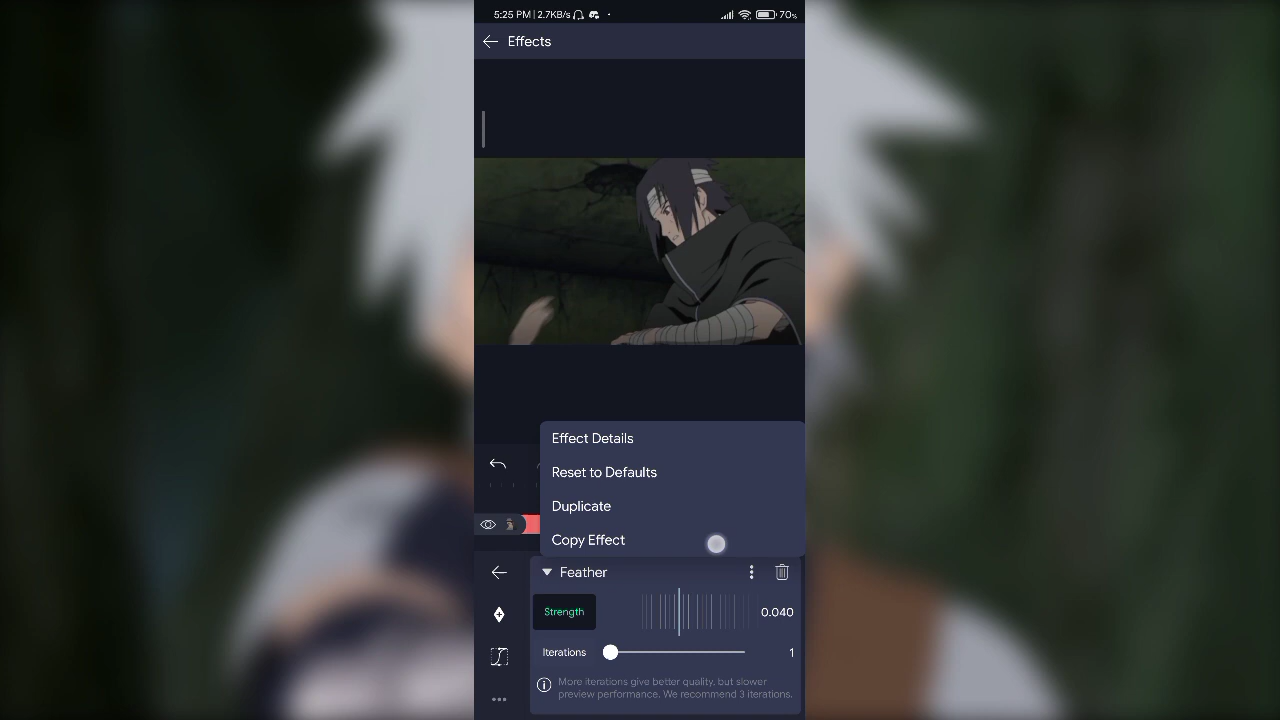 5:25 PM | 2.7KB/s
70%
Effects
Effect Details
Reset to Defaults
Duplicate
Copy Effect
Feather
Strength
0.040
Iterations
1
More iterations give better quality, but slower
preview performance. We recommend 3 iterations.